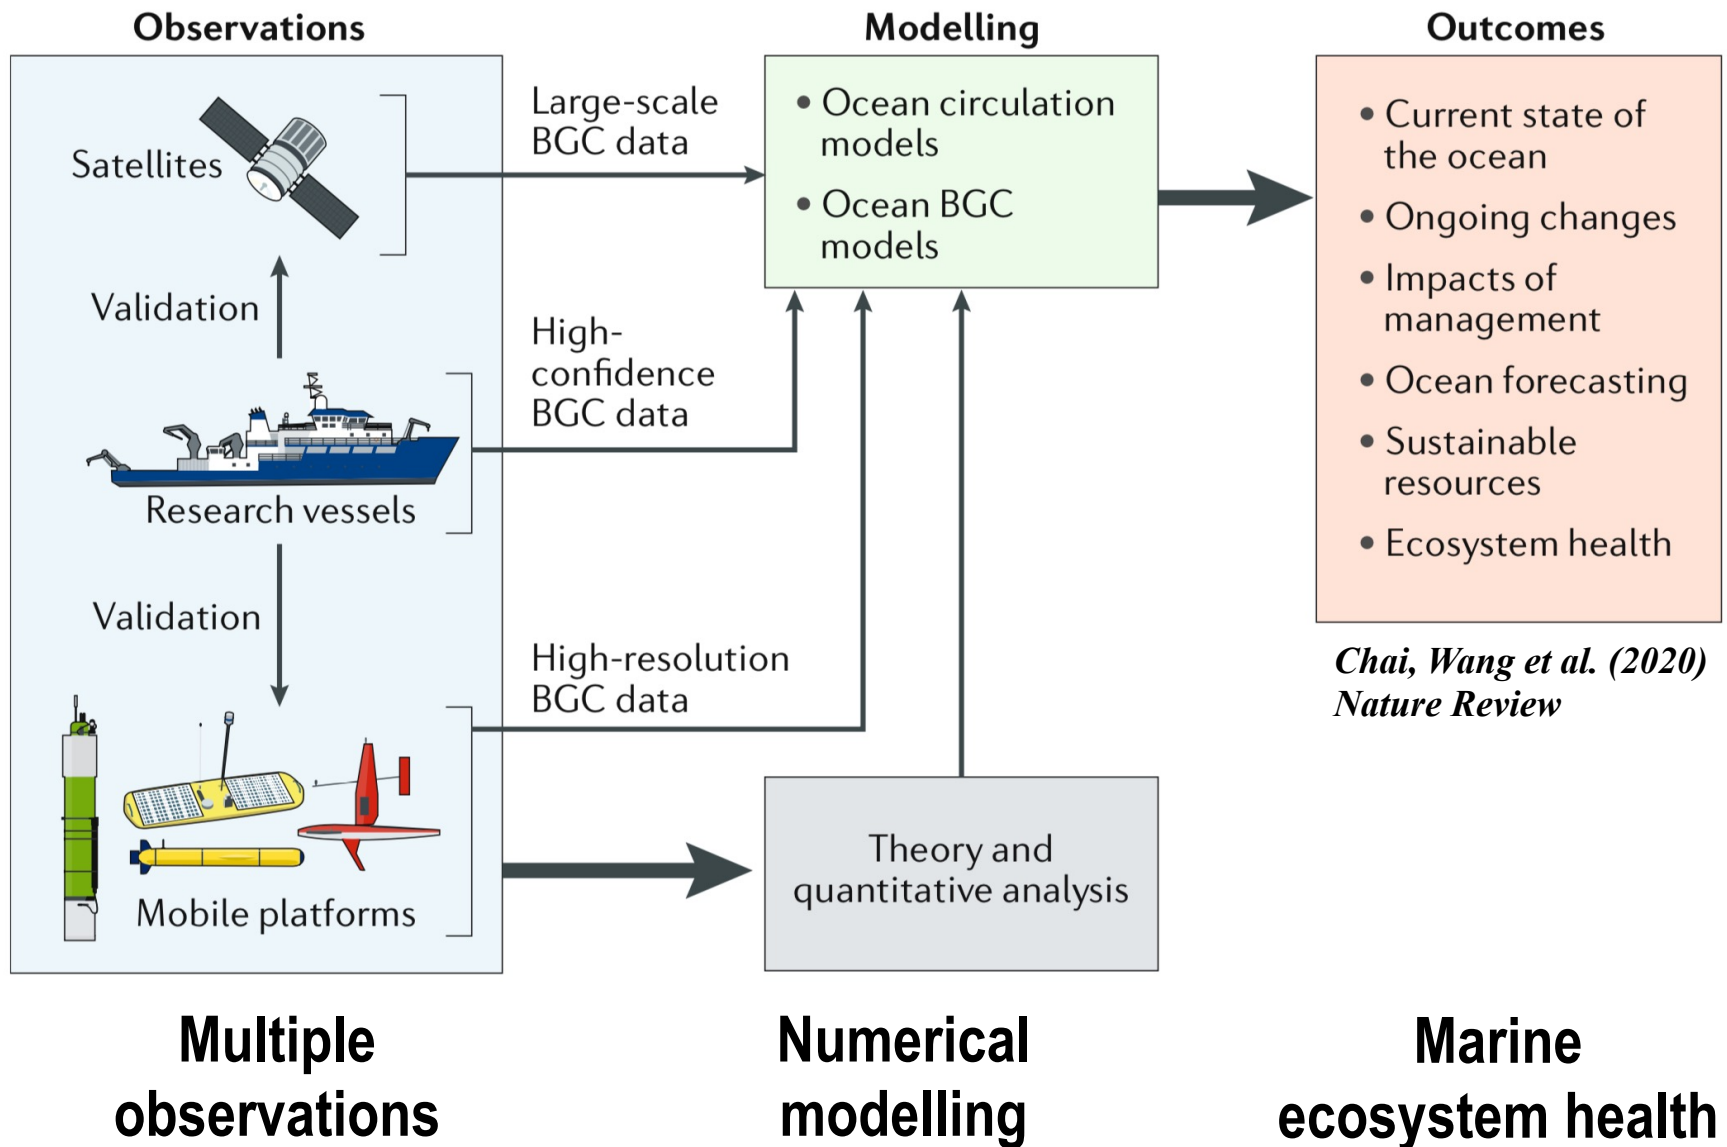 Observations
Satellites
Validation
Research vessels
Validation
Mobile platforms
Large-scale
BGC data
High-
confidence
BGC data
High-resolution
BGC data
Modelling
• Ocean circulation
models
• Ocean BGC
models
Theory and
quantitative analysis
Outcomes
• Current state of
the ocean
• Ongoing changes
• Impacts of
management
• Ocean forecasting
• Sustainable
resources
• Ecosystem health
Chai, Wang et al. (2020)
Nature Review
Multiple
observations
Numerical
modelling
Marine
ecosystem health